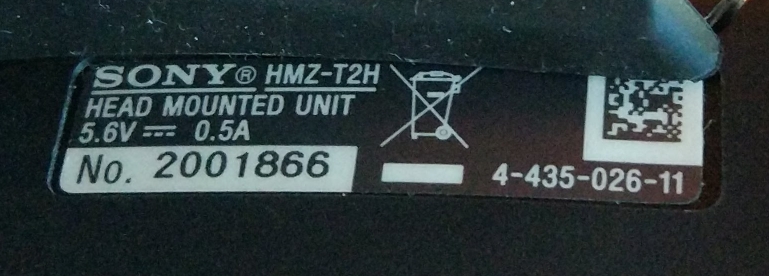 SONY® HMZ-T2H
HEAD MOUNTED UNIT
5.6V ⎓ 0.5A
No. 2001866
4-435-026-11